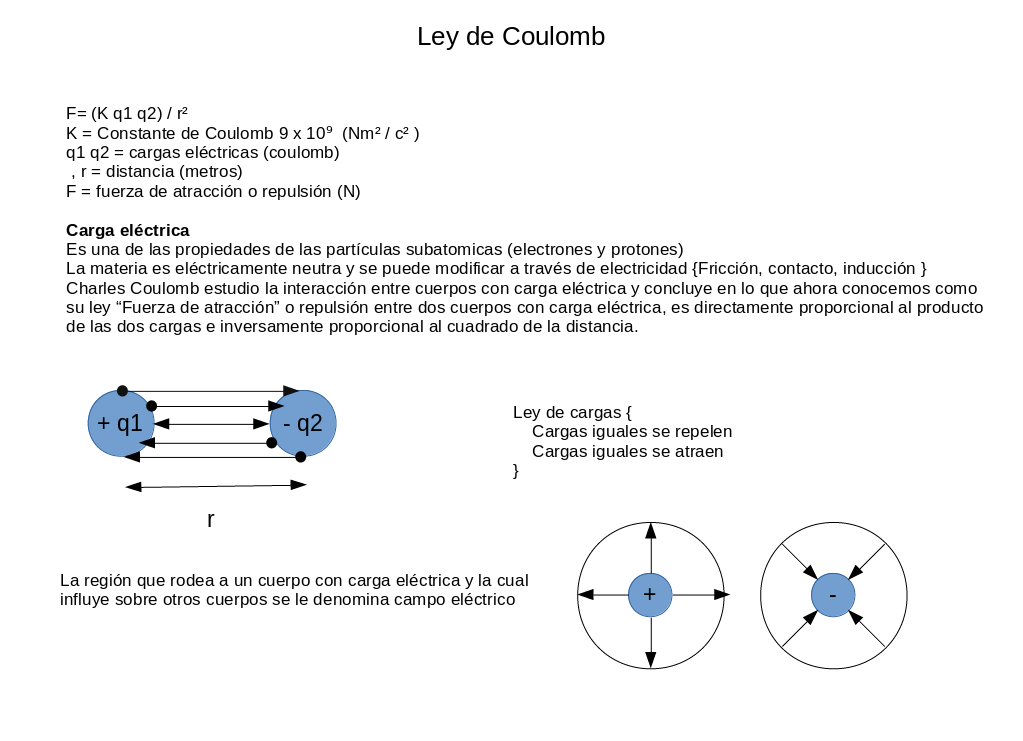 Ley de Coulomb
F= (K q1 q2) / r²
K = Constante de Coulomb 9 x 10⁹ (Nm² / c² )
q1 q2 = cargas eléctricas (coulomb)
, r = distancia (metros)
F = fuerza de atracción o repulsión (N)
Carga eléctrica
Es una de las propiedades de las partículas subatomicas (electrones y protones)
La materia es eléctricamente neutra y se puede modificar a través de electricidad {Fricción, contacto, inducción }
Charles Coulomb estudio la interacción entre cuerpos con carga eléctrica y concluye en lo que ahora conocemos como
su ley “Fuerza de atracción” o repulsión entre dos cuerpos con carga eléctrica, es directamente proporcional al producto
de las dos cargas e inversamente proporcional al cuadrado de la distancia.
+ q1
- q2
r
Ley de cargas {
Cargas iguales se repelen
Cargas iguales se atraen
}
La región que rodea a un cuerpo con carga eléctrica y la cual
influye sobre otros cuerpos se le denomina campo eléctrico
+
-